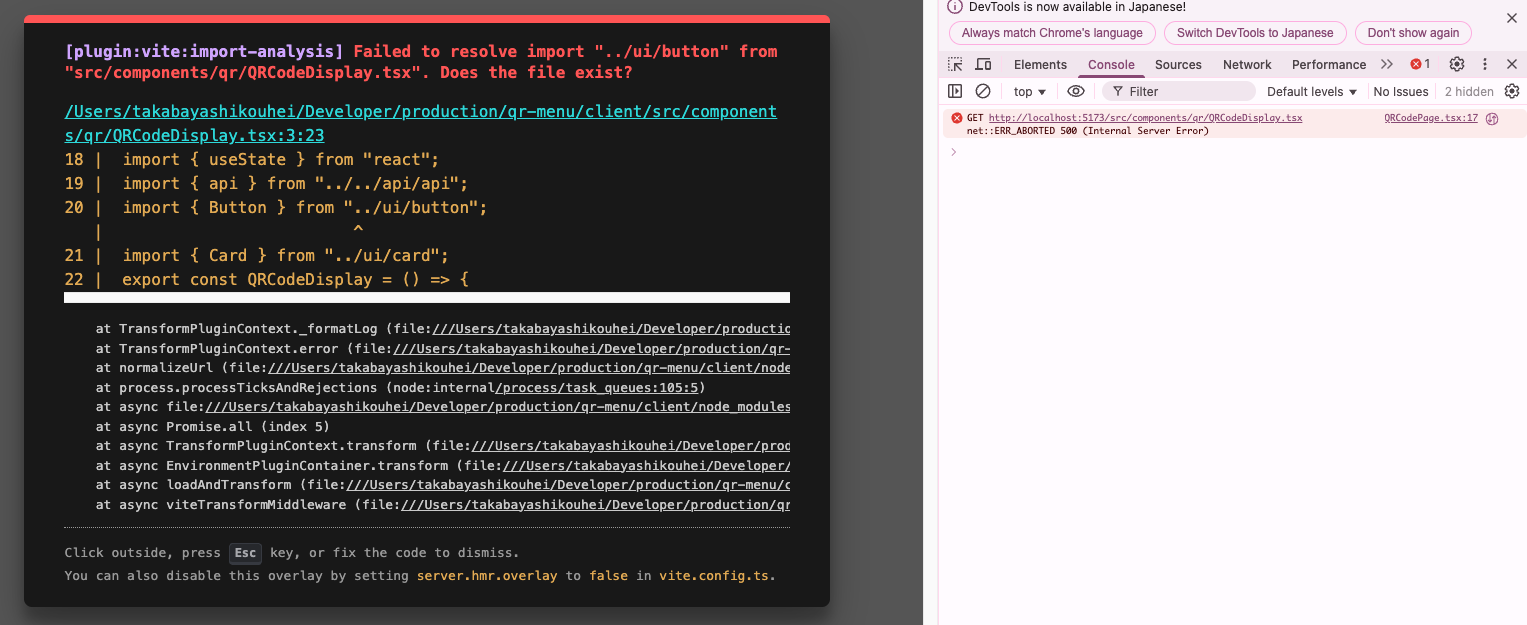 [plugin:vite:import-analysis] Failed to resolve import "../ui/button" from
"src/components/qr/QRCodeDisplay.tsx". Does the file exist?
/Users/takabayashikouhei/Developer/production/qr-menu/client/src/component
s/qr/QRCodeDisplay.tsx:3:23
18 |  import { useState } from "react";
19 |  import { api } from "../../api/api";
20 |  import { Button } from "../ui/button";
   |                          ^
21 |  import { Card } from "../ui/card";
22 |  export const QRCodeDisplay = () => {
at TransformPluginContext._formatLog (file:///Users/takabayashikouhei/Developer/productio
at TransformPluginContext.error (file:///Users/takabayashikouhei/Developer/production/qr-
at normalizeUrl (file:///Users/takabayashikouhei/Developer/production/qr-menu/client/node
at process.processTicksAndRejections (node:internal/process/task_queues:105:5)
at async file:///Users/takabayashikouhei/Developer/production/qr-menu/client/node_modules
at async Promise.all (index 5)
at async TransformPluginContext.transform (file:///Users/takabayashikouhei/Developer/prod
at async EnvironmentPluginContainer.transform (file:///Users/takabayashikouhei/Developer/
at async loadAndTransform (file:///Users/takabayashikouhei/Developer/production/qr-menu/c
at async viteTransformMiddleware (file:///Users/takabayashikouhei/Developer/production/qr
Click outside, press Esc key, or fix the code to dismiss.
You can also disable this overlay by setting server.hmr.overlay to false in vite.config.ts.
DevTools is now available in Japanese!
Always match Chrome's language Switch DevTools to Japanese Don't show again
Elements Console Sources Network Performance 1
top Filter Default levels No Issues 2 hidden
GET http://localhost:5173/src/components/qr/QRCodeDisplay.tsx QRCodePage.tsx:17
net::ERR_ABORTED 500 (Internal Server Error)